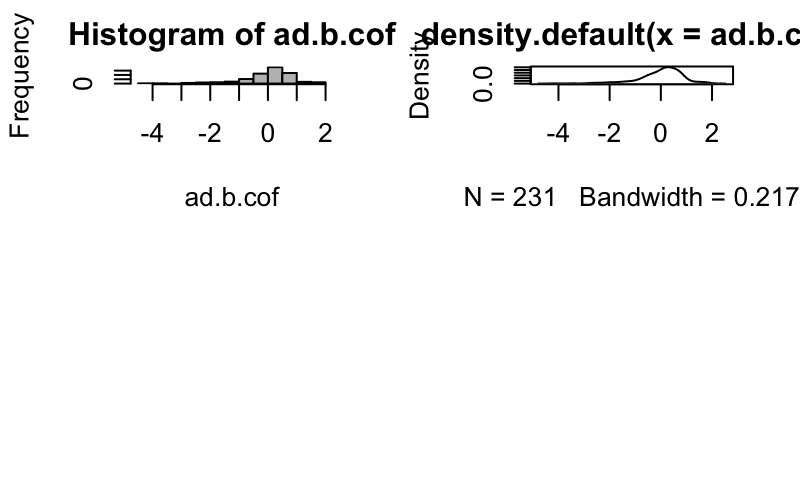 Histogram of ad.b.cof
Frequency
0
-4 -2 0 2
ad.b.cof
density.default(x = ad.b.c
Density
0.0
-4 -2 0 2
N = 231 Bandwidth = 0.217